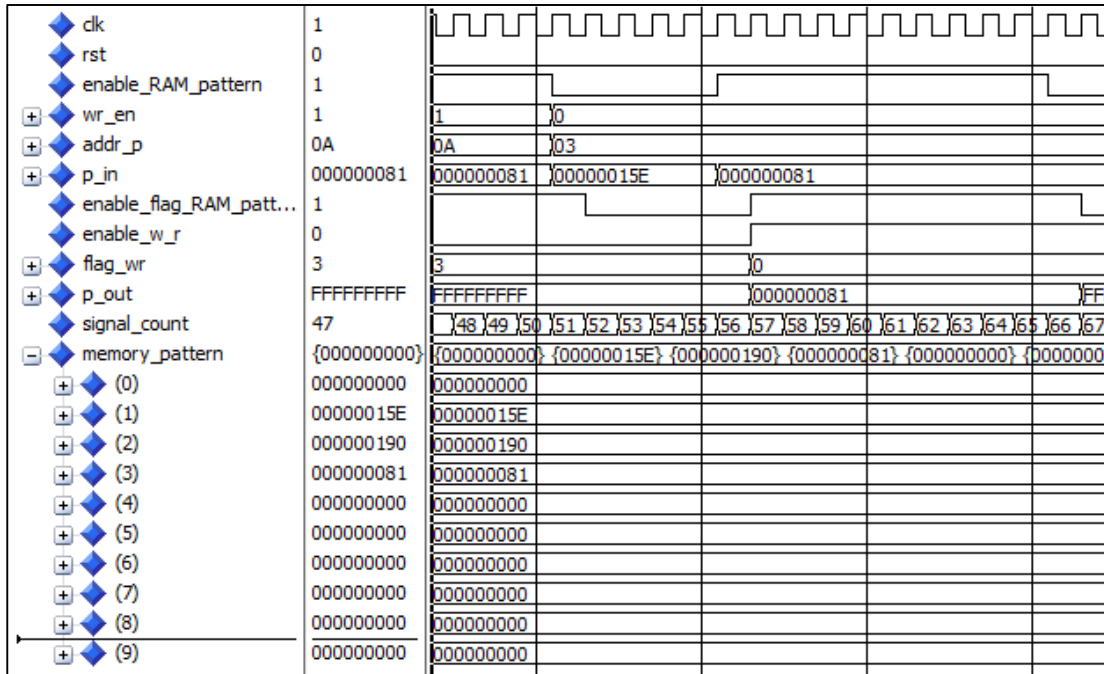 clk 1
rst 0
enable_RAM_pattern 1
wr_en 1 1 0
addr_p 0A 0A 03
p_in 000000081 000000081 00000015E 000000081
enable_flag_RAM_patt... 1
enable_w_r 0
flag_wr 3 3 0
p_out FFFFFFFFF FFFFFFFFF 000000081 FF
signal_count 47 48 49 50 51 52 53 54 55 56 57 58 59 60 61 62 63 64 65 66 67
memory_pattern {000000000} {000000000} {00000015E} {000000190} {000000081} {000000000} {0000000
(0) 000000000 000000000
(1) 00000015E 00000015E
(2) 000000190 000000190
(3) 000000081 000000081
(4) 000000000 000000000
(5) 000000000 000000000
(6) 000000000 000000000
(7) 000000000 000000000
(8) 000000000 000000000
(9) 000000000 000000000